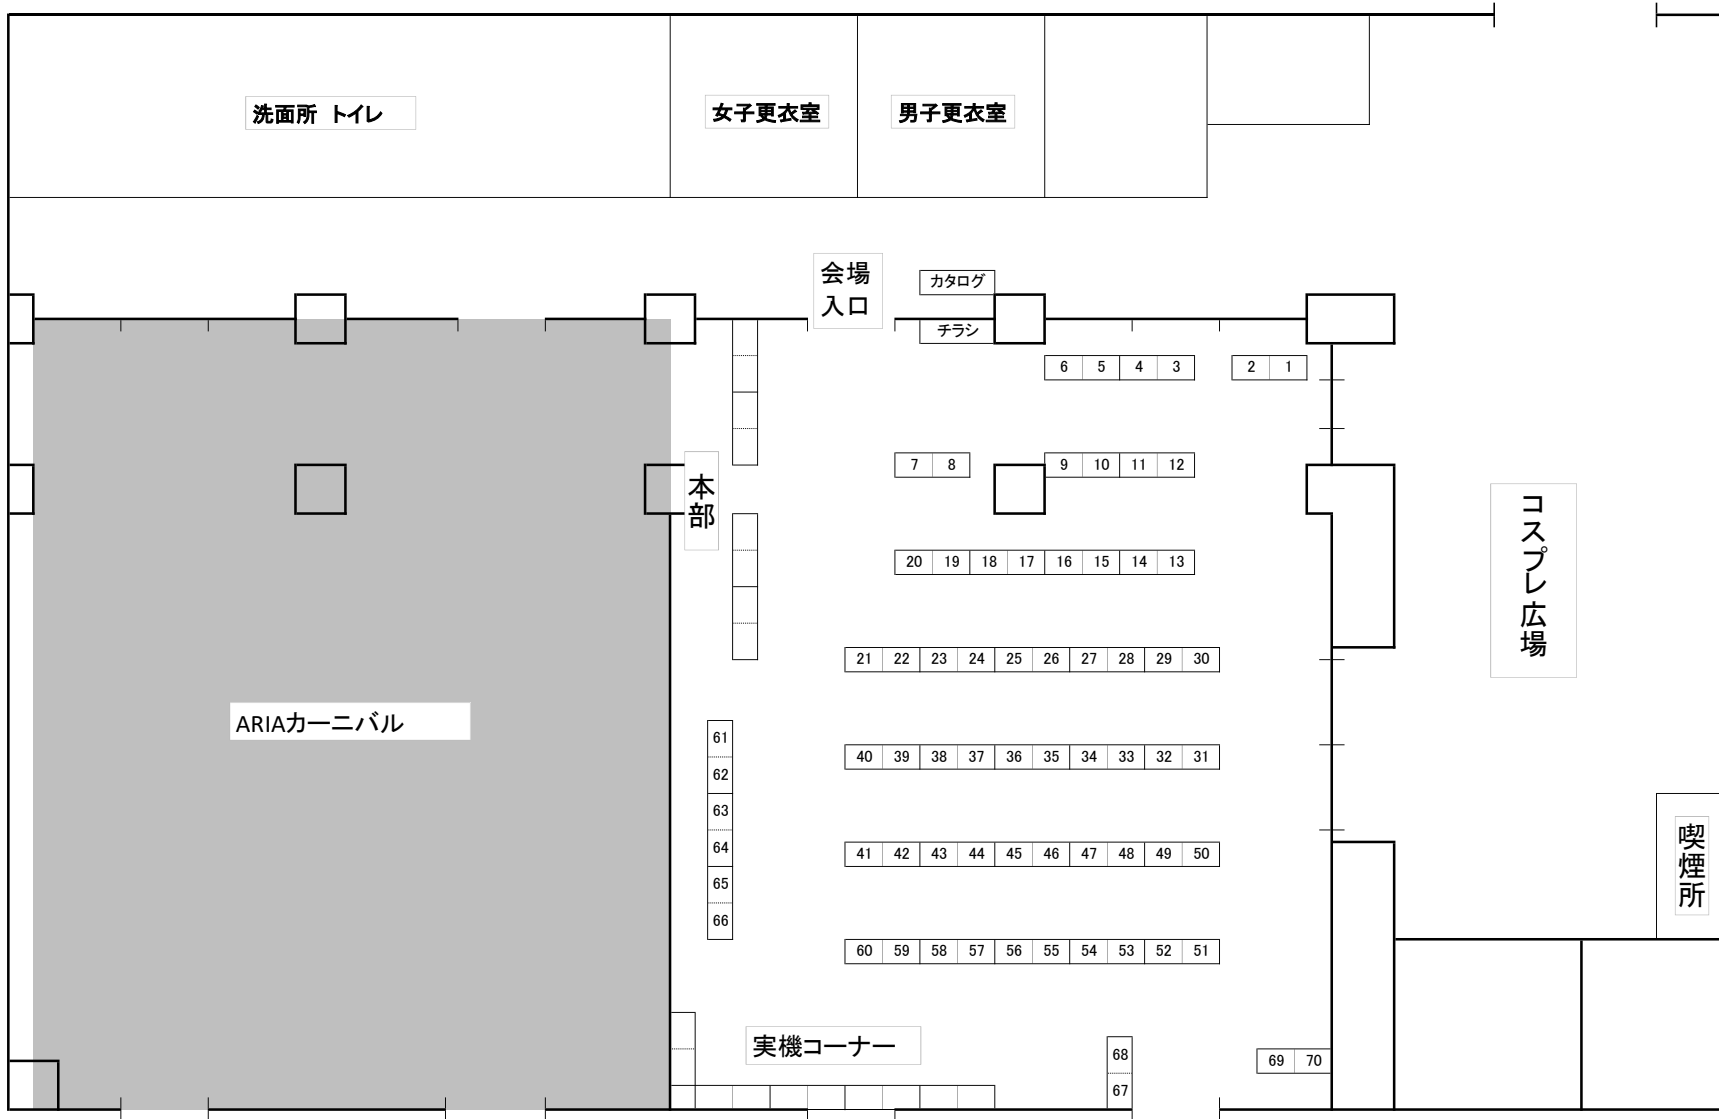 洗面所 トイレ
女子更衣室
男子更衣室
会場
入口
カタログ
チラシ
6 5 4 3 2 1
本部
7 8 9 10 11 12
コスプレ広場
20 19 18 17 16 15 14 13
21 22 23 24 25 26 27 28 29 30
ARIAカーニバル
61
62
63
64
65
66
40 39 38 37 36 35 34 33 32 31
41 42 43 44 45 46 47 48 49 50
喫煙所
60 59 58 57 56 55 54 53 52 51
実機コーナー
68
67
69 70